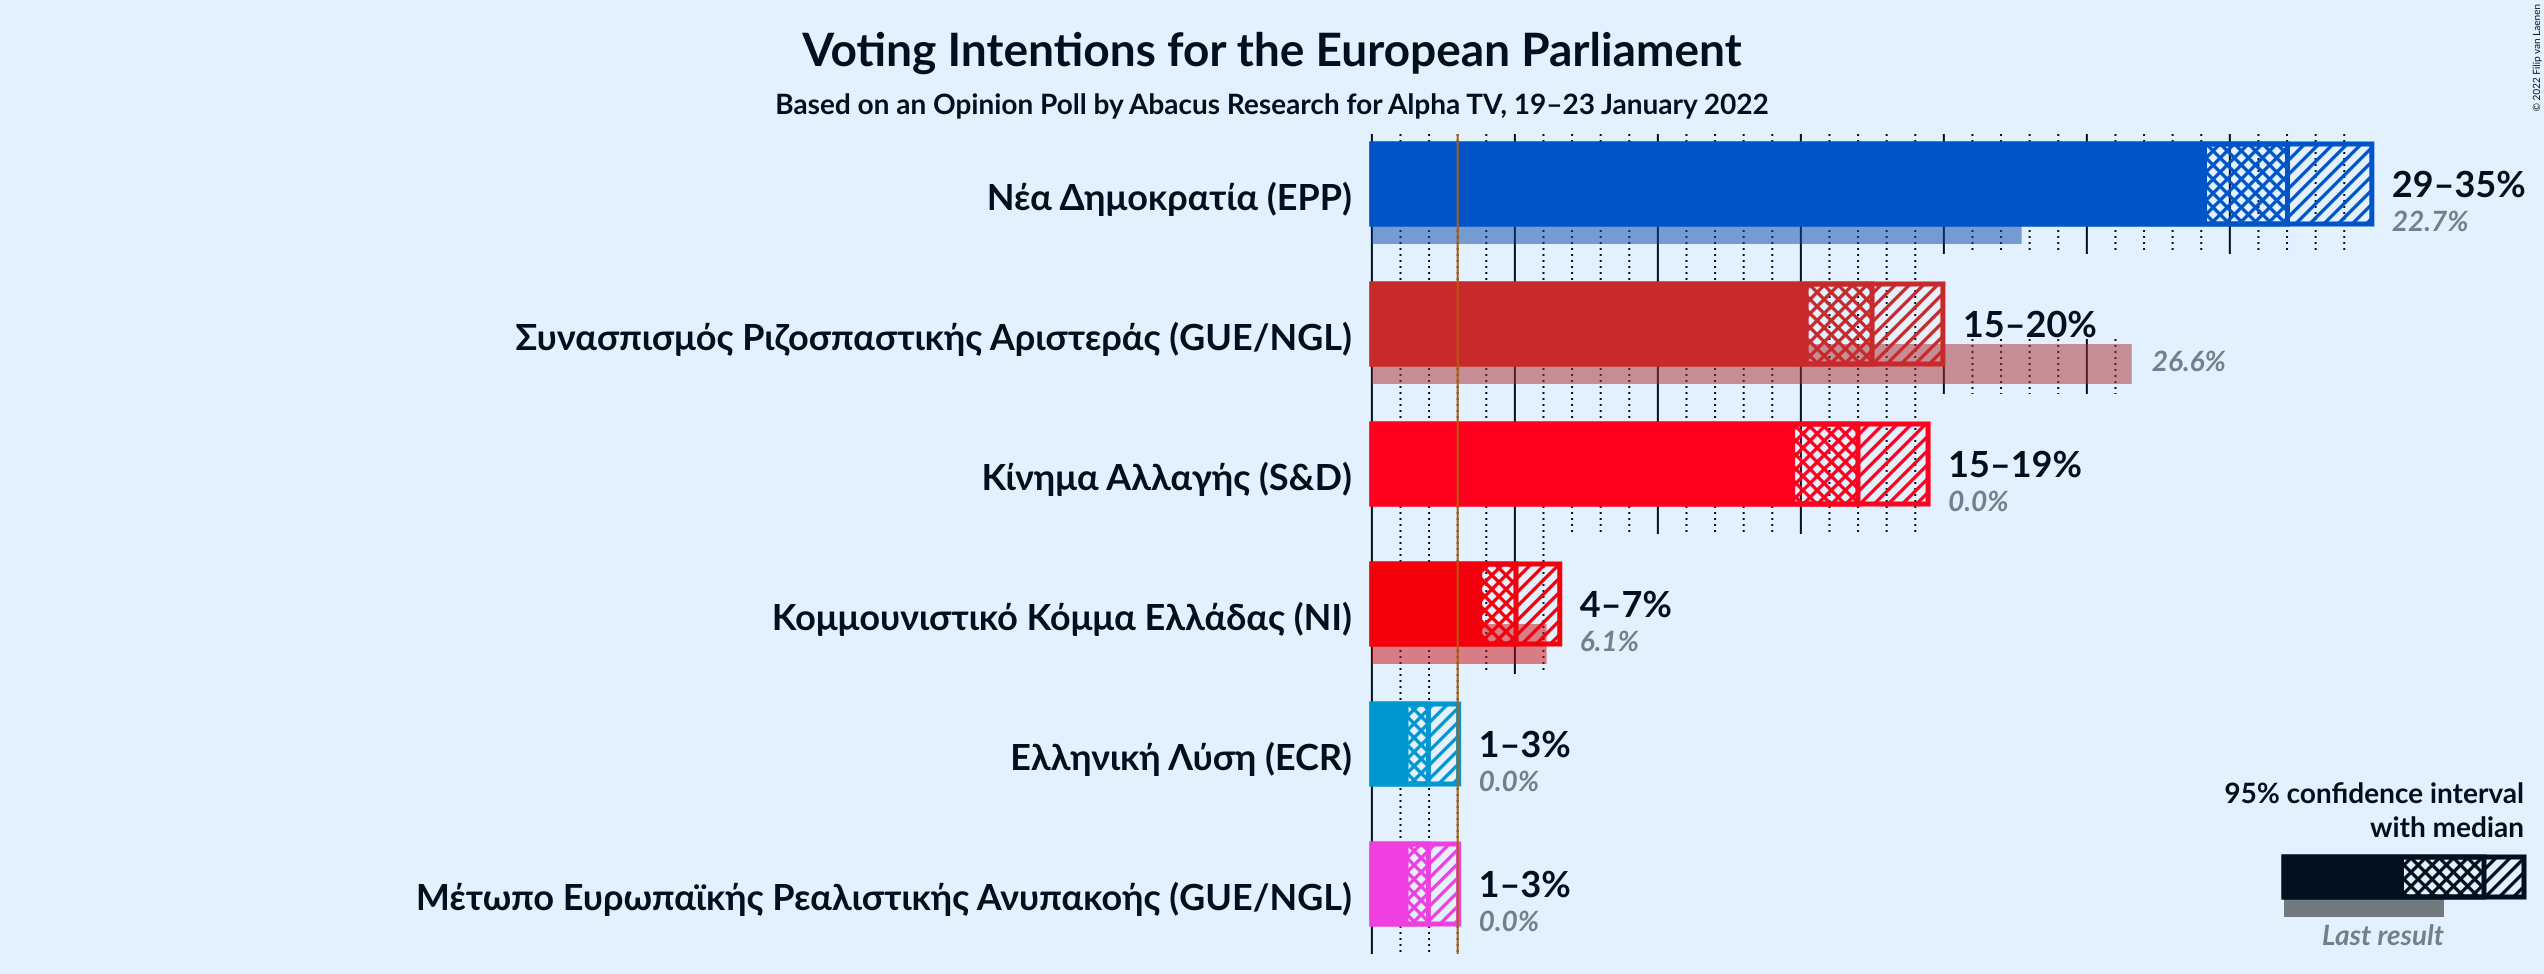 Voting Intentions for the European Parliament
Based on an Opinion Poll by Abacus Research for Alpha TV, 19–23 January 2022
© 2022 Filip van Laenen
Νέα Δημοκρατία (EPP)
29–35%
22.7%
Συνασπισμός Ριζοσπαστικής Αριστεράς (GUE/NGL)
15–20%
26.6%
Κίνημα Αλλαγής (S&D)
15–19%
0.0%
Κομμουνιστικό Κόμμα Ελλάδας (NI)
4–7%
6.1%
Ελληνική Λύση (ECR)
1–3%
0.0%
Μέτωπο Ευρωπαϊκής Ρεαλιστικής Ανυπακοής (GUE/NGL)
1–3%
0.0%
95% confidence interval
with median
Last result